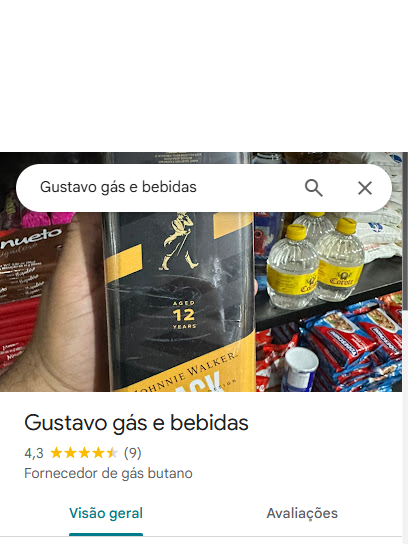 Gustavo gás e bebidas
nueto
AGED
12
YEARS
JOHNNIE WALKER
Corote
Gustavo gás e bebidas
4,3 (9)
Fornecedor de gás butano
Visão geral Avaliações